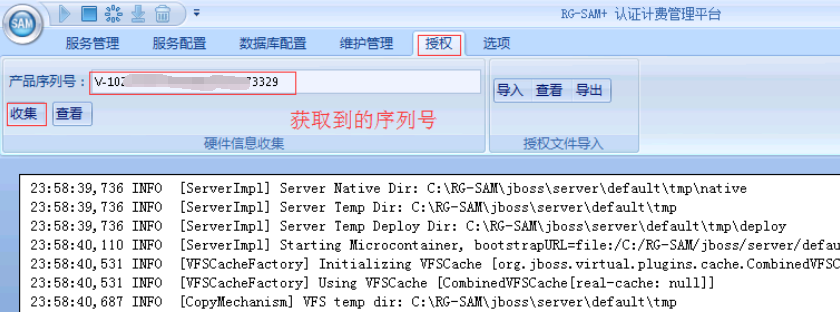 SAM
RG-SAM+ 认证计费管理平台
服务管理 服务配置 数据库配置 维护管理 授权 选项
产品序列号： V-102 73329
导入 查看 导出
收集 查看
获取到的序列号
硬件信息收集 授权文件导入
23:58:39,736 INFO [ServerImpl] Server Native Dir: C:\RG-SAM\jboss\server\default\tmp\native
23:58:39,736 INFO [ServerImpl] Server Temp Dir: C:\RG-SAM\jboss\server\default\tmp
23:58:39,736 INFO [ServerImpl] Server Temp Deploy Dir: C:\RG-SAM\jboss\server\default\tmp\deploy
23:58:40,110 INFO [ServerImpl] Starting Microcontainer, bootstrapURL=file:/C:/RG-SAM/jboss/server/defau
23:58:40,531 INFO [VFSCacheFactory] Initializing VFSCache [org.jboss.virtual.plugins.cache.CombinedVFSC
23:58:40,531 INFO [VFSCacheFactory] Using VFSCache [CombinedVFSCache[real-cache: null]]
23:58:40,687 INFO [CopyMechanism] VFS temp dir: C:\RG-SAM\jboss\server\default\tmp